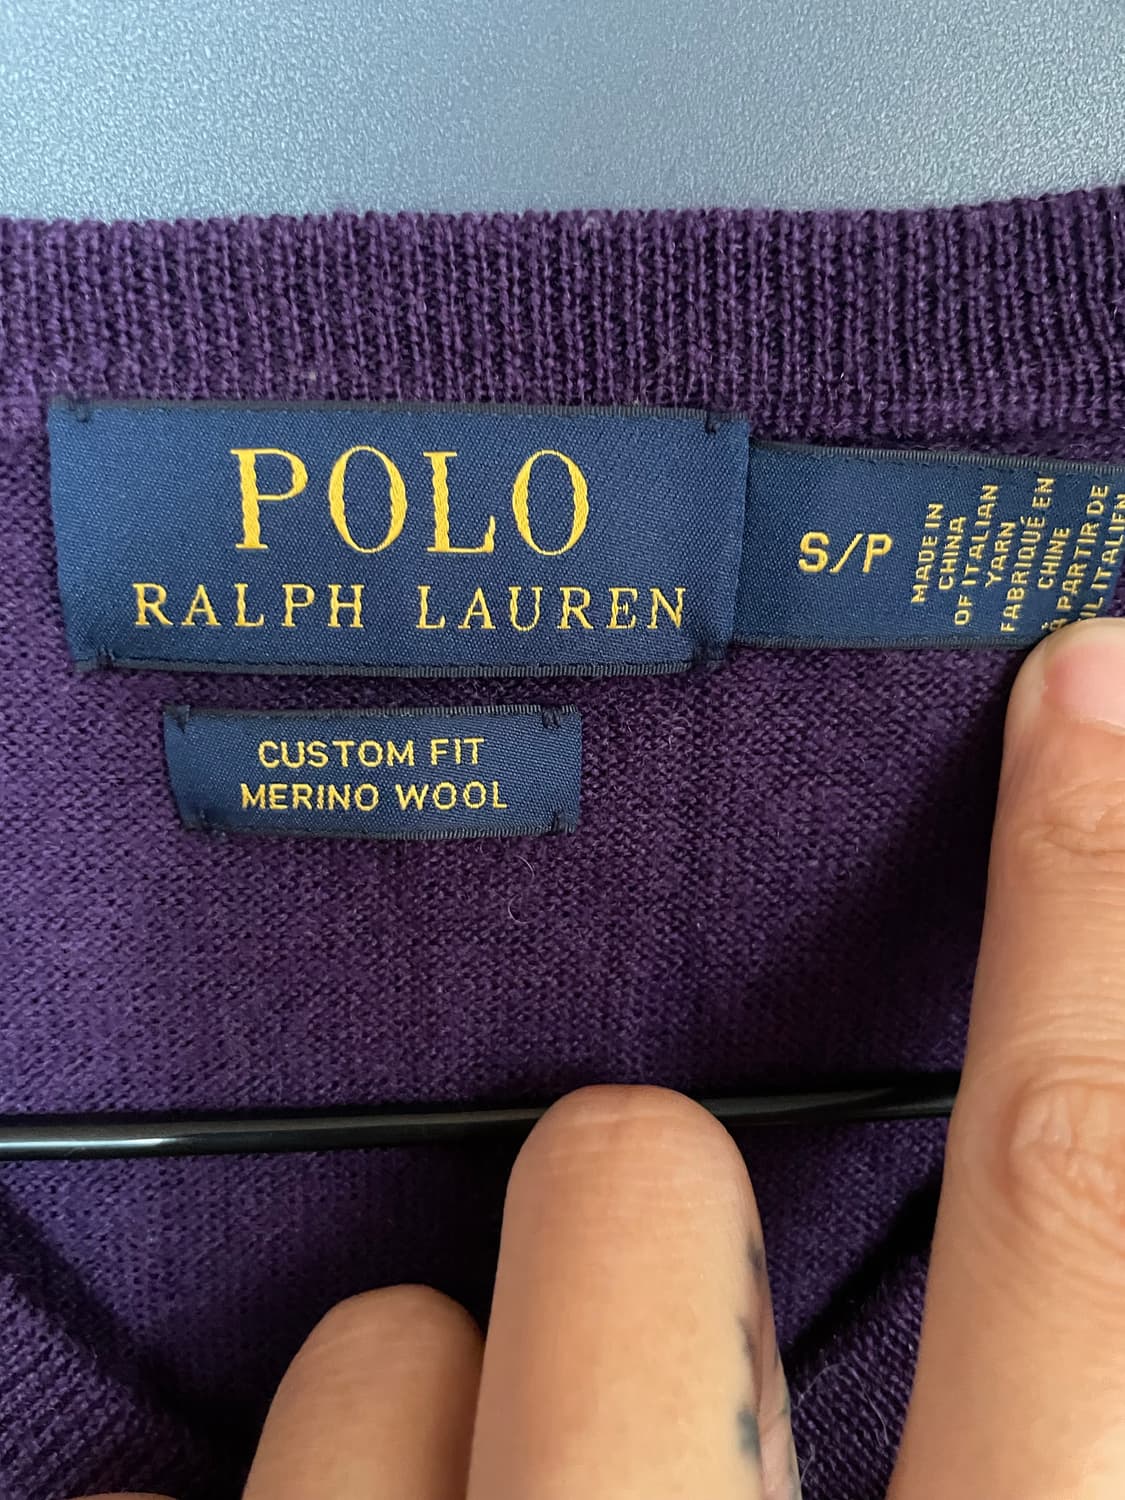 POLO
RALPH LAUREN
S/P
MADE IN
CHINA
OF ITALIAN
YARN
FABRIQUÉ EN
CHINE
À PARTIR DE
ITALIEN
CUSTOM FIT
MERINO WOOL